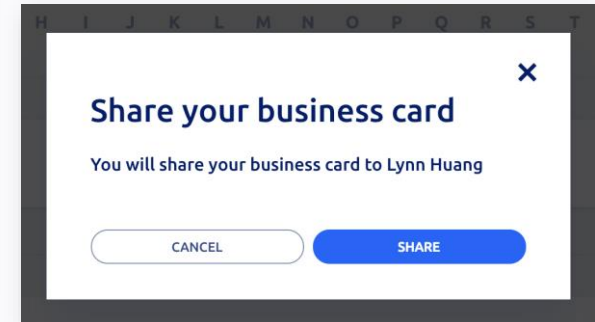 H I J K L M N O P Q R S T
Share your business card
You will share your business card to Lynn Huang
CANCEL SHARE